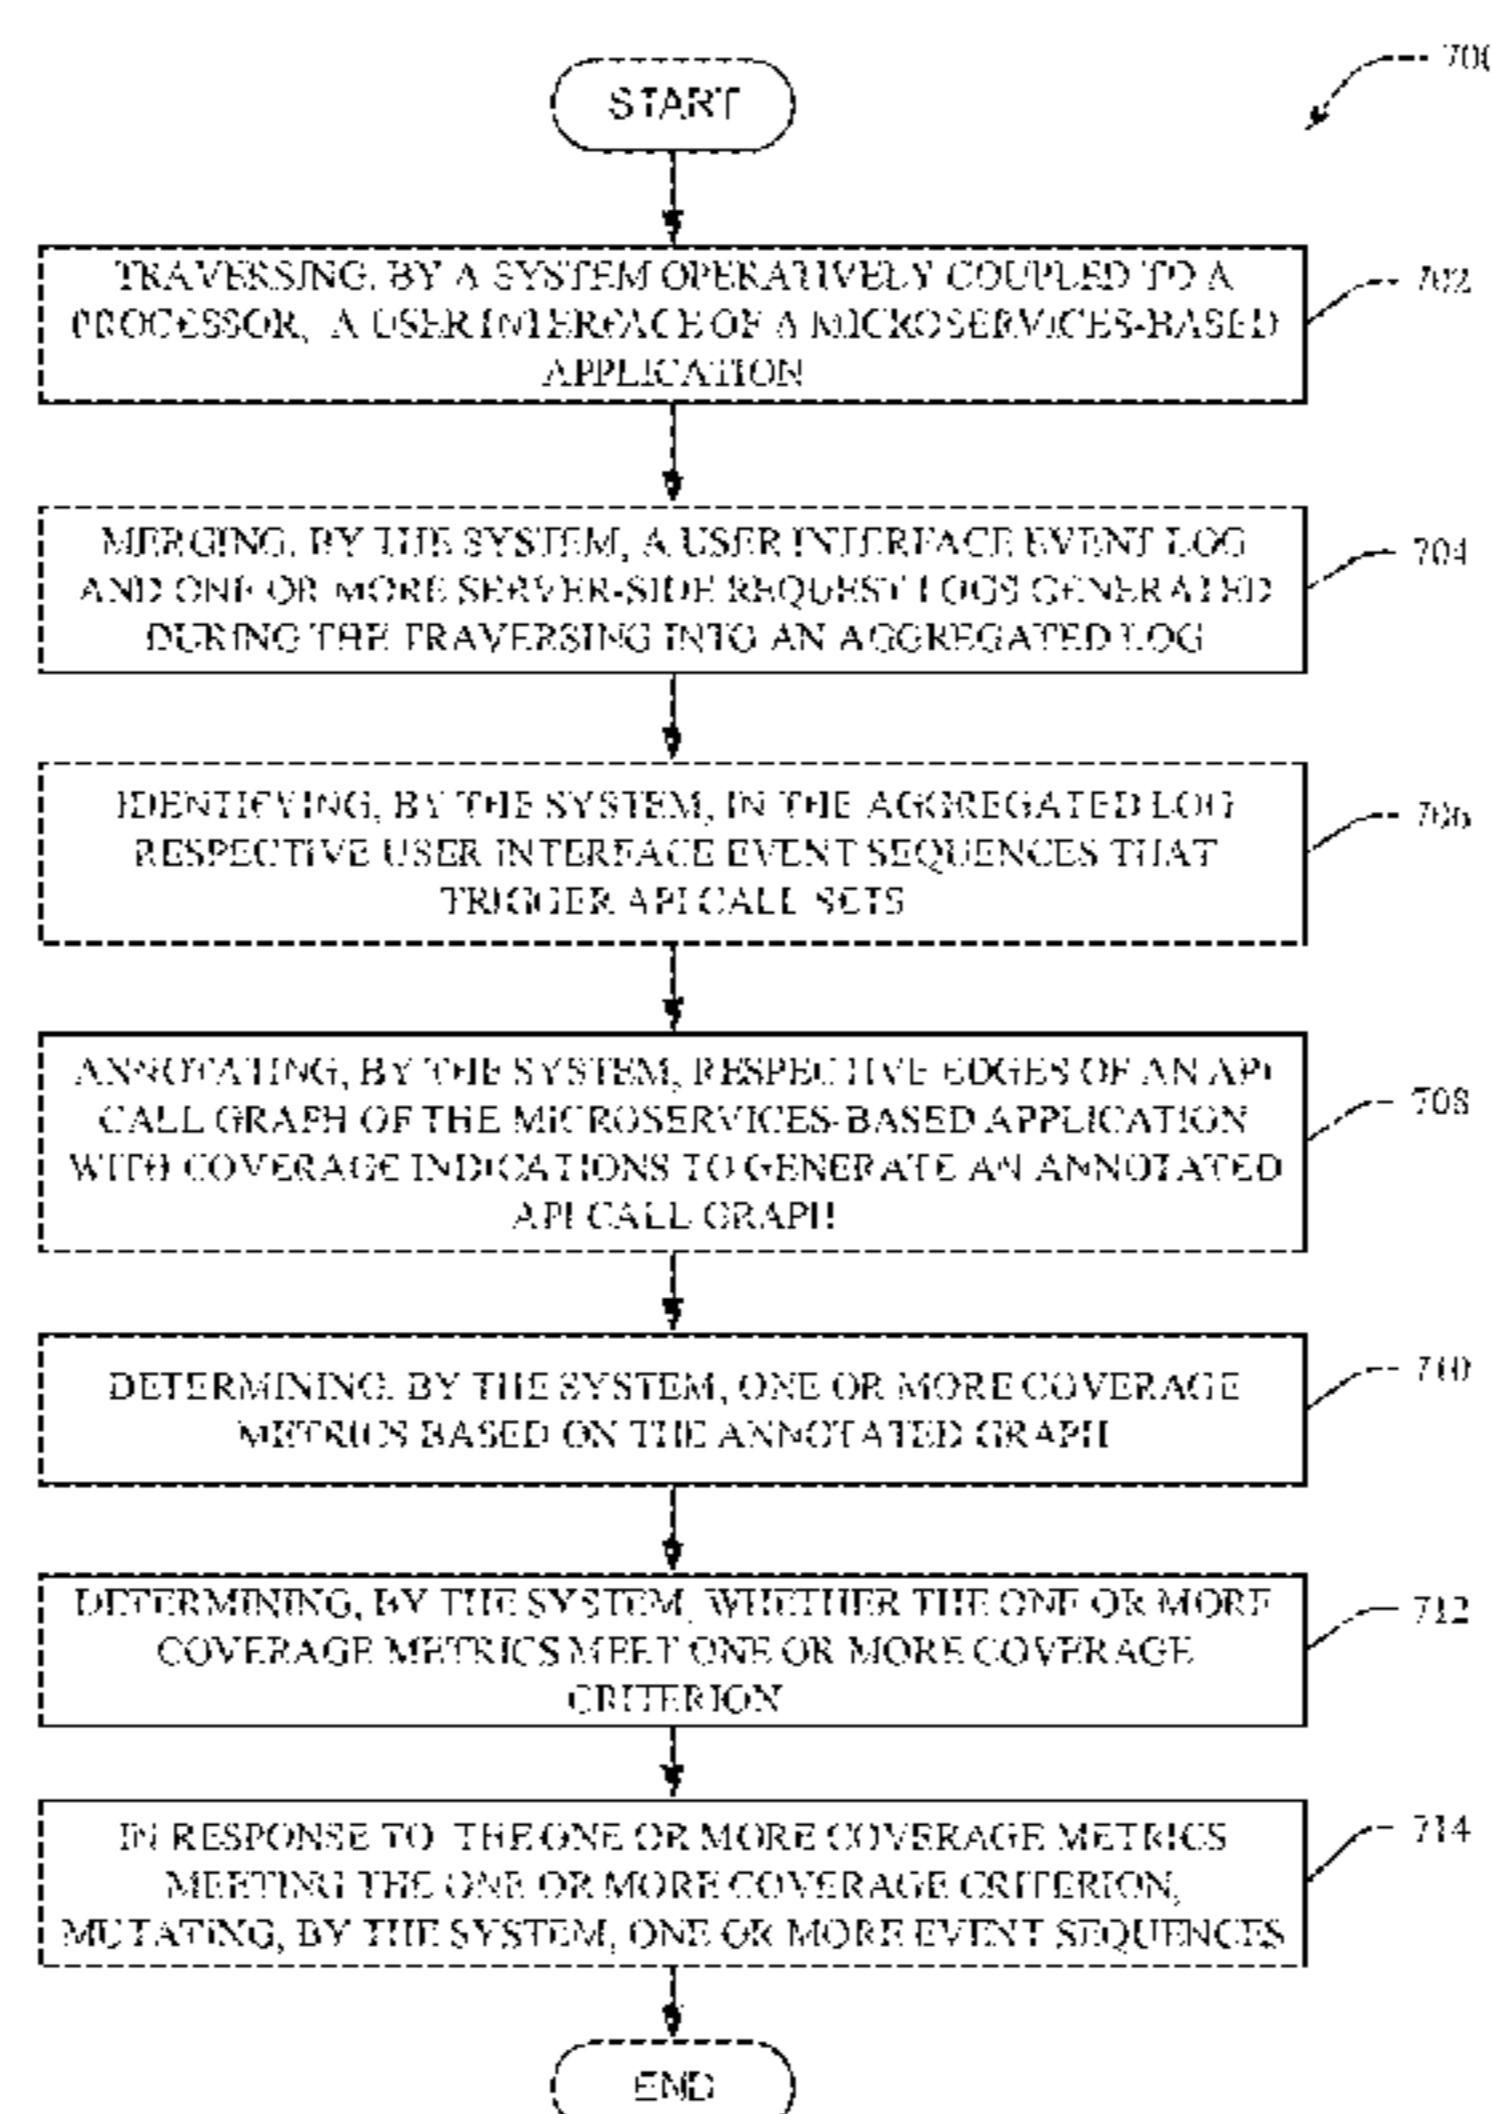 700
START
TRAVERSING, BY A SYSTEM OPERATIVELY COUPLED TO A
PROCESSOR, A USER INTERFACE OF A MICROSERVICES-BASED
APPLICATION
702
MERGING, BY THE SYSTEM, A USER INTERFACE EVENT LOG
AND ONE OR MORE SERVER-SIDE REQUEST LOGS GENERATED
DURING THE TRAVERSING INTO AN AGGREGATED LOG
704
IDENTIFYING, BY THE SYSTEM, IN THE AGGREGATED LOG
RESPECTIVE USER INTERFACE EVENT SEQUENCES THAT
TRIGGER API CALL SETS
706
ANNOTATING, BY THE SYSTEM, RESPECTIVE EDGES OF AN API
CALL GRAPH OF THE MICROSERVICES-BASED APPLICATION
WITH COVERAGE INDICATIONS TO GENERATE AN ANNOTATED
API CALL GRAPH
708
DETERMINING, BY THE SYSTEM, ONE OR MORE COVERAGE
METRICS BASED ON THE ANNOTATED GRAPH
710
DETERMINING, BY THE SYSTEM, WHETHER THE ONE OR MORE
COVERAGE METRICS MEET ONE OR MORE COVERAGE
CRITERION
712
IN RESPONSE TO THE ONE OR MORE COVERAGE METRICS
MEETING THE ONE OR MORE COVERAGE CRITERION,
MUTATING, BY THE SYSTEM, ONE OR MORE EVENT SEQUENCES
714
END